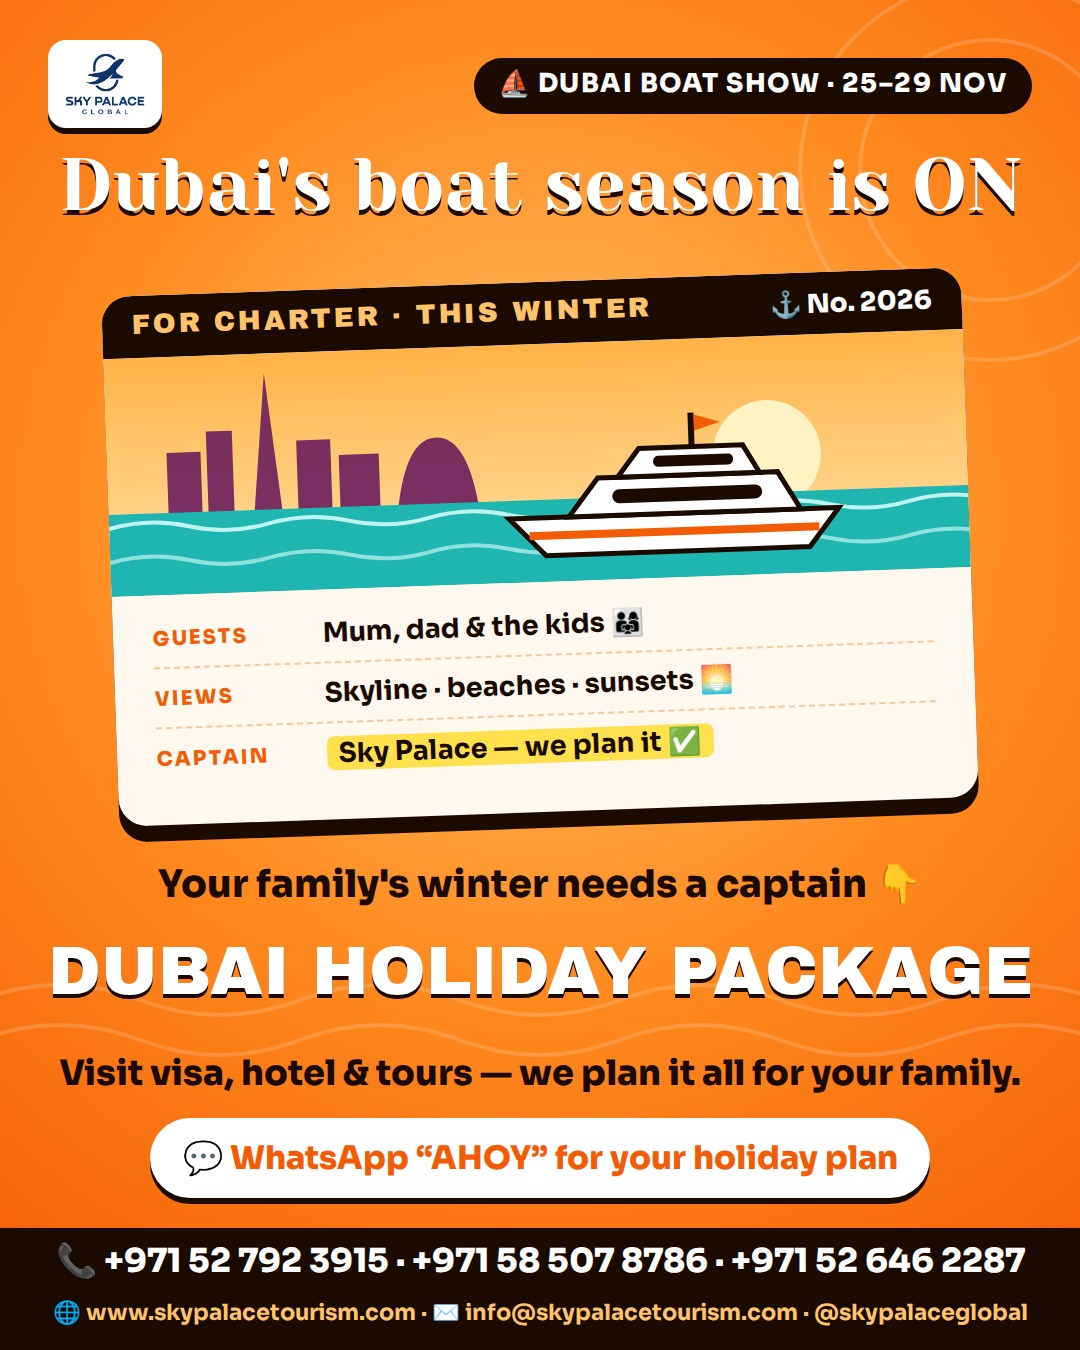 SKY PALACE
GLOBAL
⛵ DUBAI BOAT SHOW · 25–29 NOV
Dubai's boat season is ON
FOR CHARTER · THIS WINTER
⚓ No. 2026
GUESTS Mum, dad & the kids 👨‍👩‍👧‍👦
VIEWS Skyline · beaches · sunsets 🌅
CAPTAIN Sky Palace — we plan it ✅
Your family's winter needs a captain 👇
DUBAI HOLIDAY PACKAGE
Visit visa, hotel & tours — we plan it all for your family.
💬 WhatsApp “AHOY” for your holiday plan
📞 +971 52 792 3915 · +971 58 507 8786 · +971 52 646 2287
🌐 www.skypalacetourism.com · ✉️ info@skypalacetourism.com · @skypalaceglobal